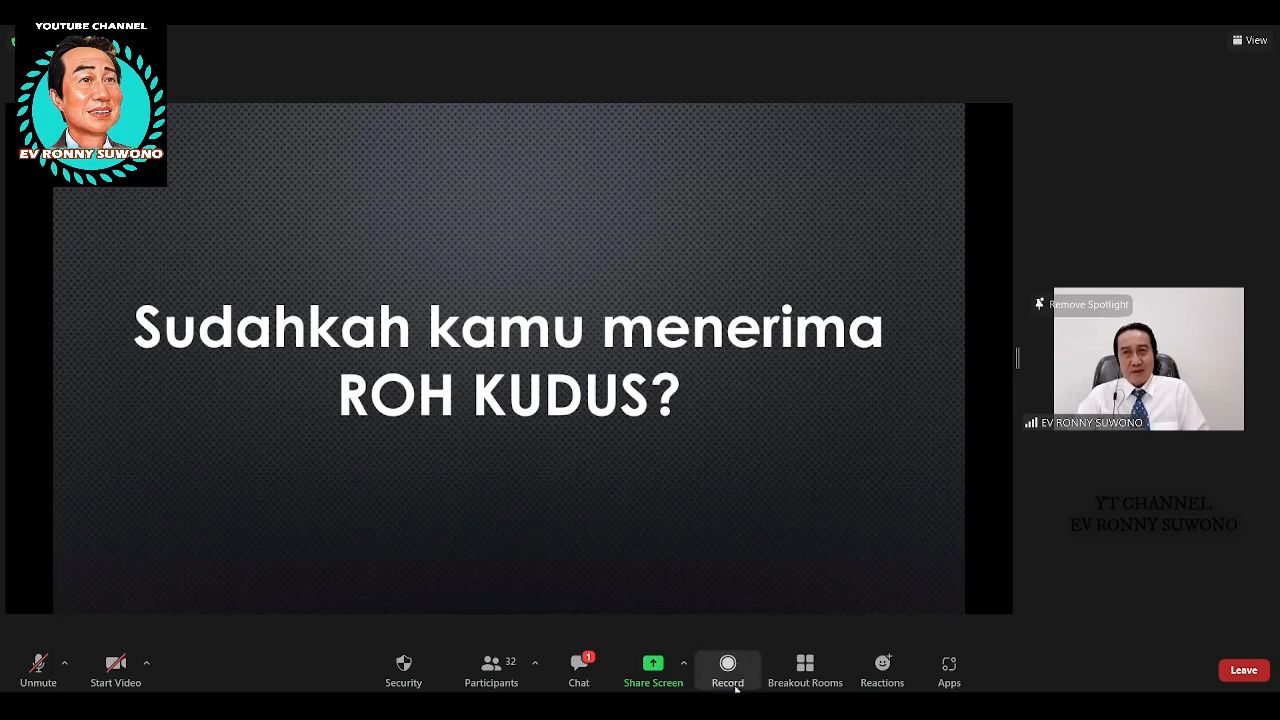 YOUTUBE CHANNEL
EV RONNY SUWONO
View
Sudahkah kamu menerima
ROH KUDUS?
Remove Spotlight
EV RONNY SUWONO
YT CHANNEL
EV RONNY SUWONO
Unmute
Start Video
Security
32
Participants
1
Chat
Share Screen
Record
Breakout Rooms
Reactions
Apps
Leave